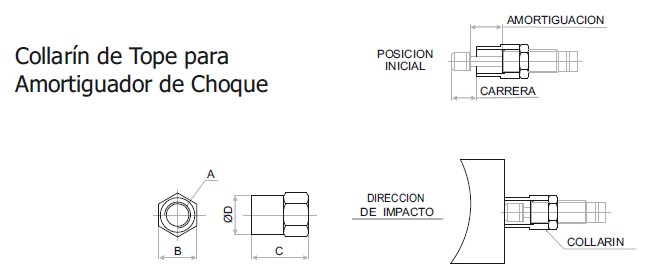 Collarín de Tope para
Amortiguador de Choque
AMORTIGUACION
POSICION
INICIAL
CARRERA
A
ØD
B
C
DIRECCION
DE IMPACTO
COLLARIN